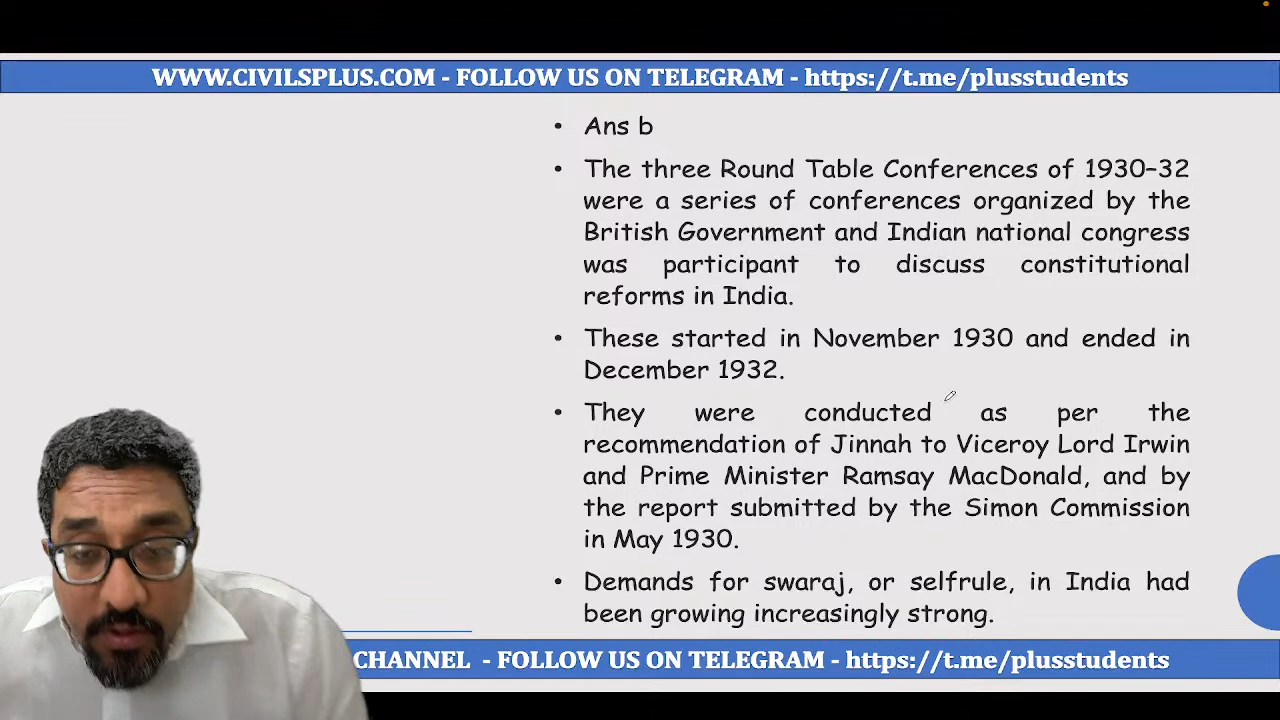 WWW.CIVILSPLUS.COM - FOLLOW US ON TELEGRAM - https://t.me/plusstudents
• Ans b
• The three Round Table Conferences of 1930–32
were a series of conferences organized by the
British Government and Indian national congress
was participant to discuss constitutional
reforms in India.
• These started in November 1930 and ended in
December 1932.
• They were conducted as per the
recommendation of Jinnah to Viceroy Lord Irwin
and Prime Minister Ramsay MacDonald, and by
the report submitted by the Simon Commission
in May 1930.
• Demands for swaraj, or selfrule, in India had
been growing increasingly strong.
CHANNEL - FOLLOW US ON TELEGRAM - https://t.me/plusstudents